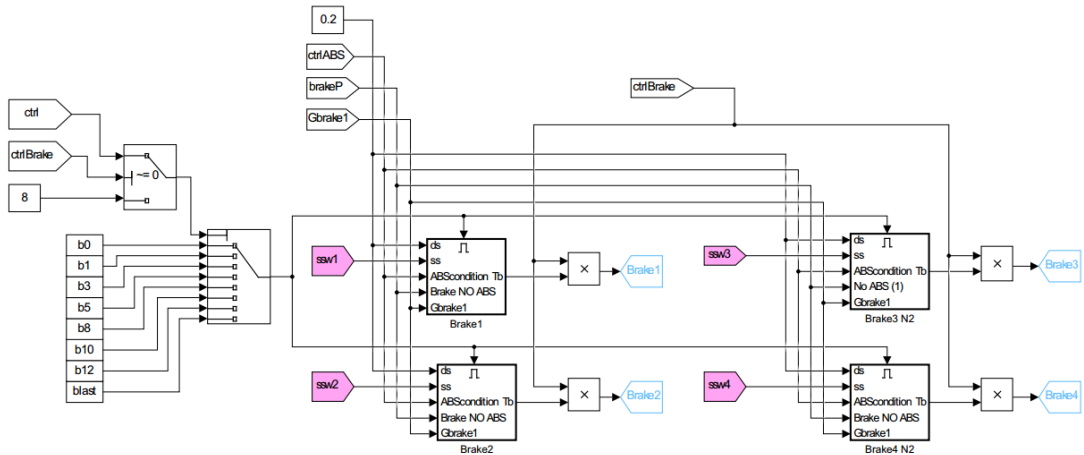 0.2
ctrlABS
brakeP
ctrlBrake
Gbrake1
ctrl
ctrlBrake
~= 0
8
b0
b1
b3
b5
b8
b10
b12
blast
ssw1
ds
ss
ABScondition Tb
Brake NO ABS
Gbrake1
Brake1
×
Brake1
ssw3
ds
ss
ABScondition Tb
No ABS (1)
Gbrake1
Brake3 N2
×
Brake3
ssw2
ds
ss
ABScondition Tb
Brake NO ABS
Gbrake1
Brake2
×
Brake2
ssw4
ds
ss
ABScondition Tb
Brake NO ABS
Gbrake1
Brake4 N2
×
Brake4